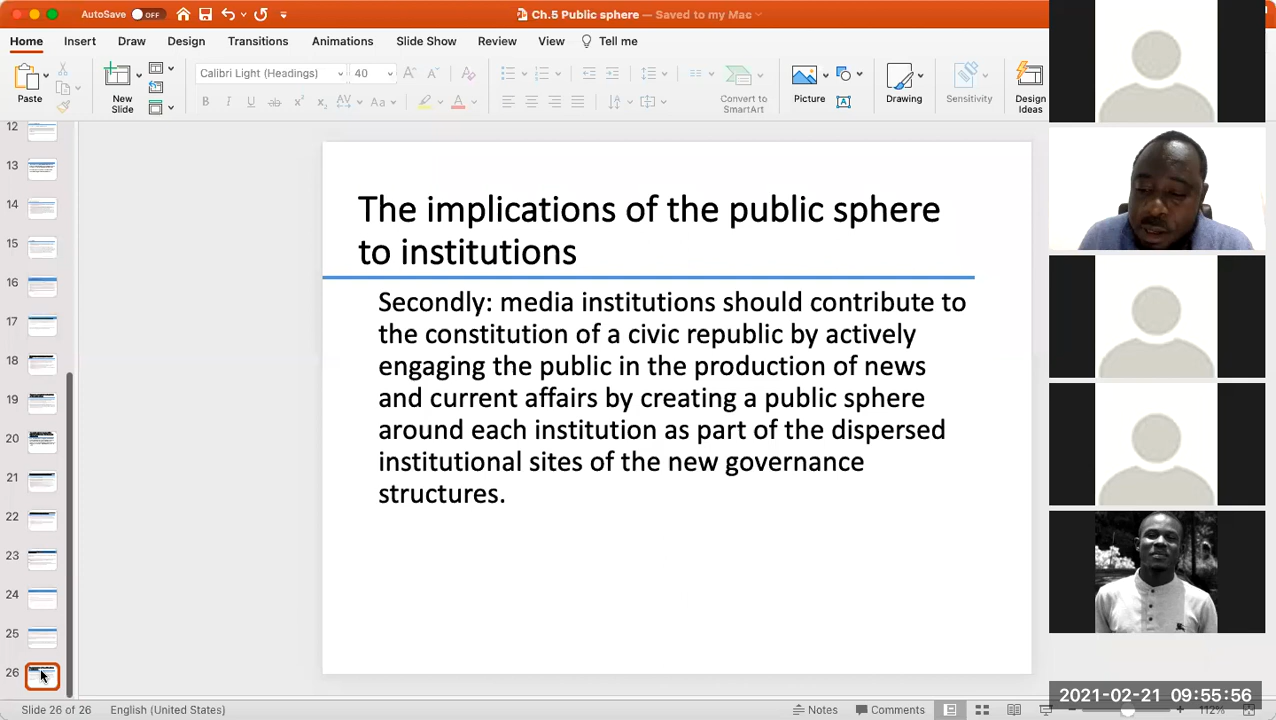 AutoSave OFF
Ch.5 Public sphere — Saved to my Mac
Home Insert Draw Design Transitions Animations Slide Show Review View Tell me
Paste
New
Slide
Calibri Light (Headings) 40
B I U ab x² x₂ AV Aa A
Convert to
SmartArt
Picture
Drawing
Sensitivity
Design
Ideas
12
13
14
15
16
17
18
19
20
21
22
23
24
25
26
The implications of the public sphere
to institutions
Secondly: media institutions should contribute to
the constitution of a civic republic by actively
engaging the public in the production of news
and current affairs by creating a public sphere
around each institution as part of the dispersed
institutional sites of the new governance
structures.
Slide 26 of 26 English (United States)
Notes Comments 112%
2021-02-21 09:55:56